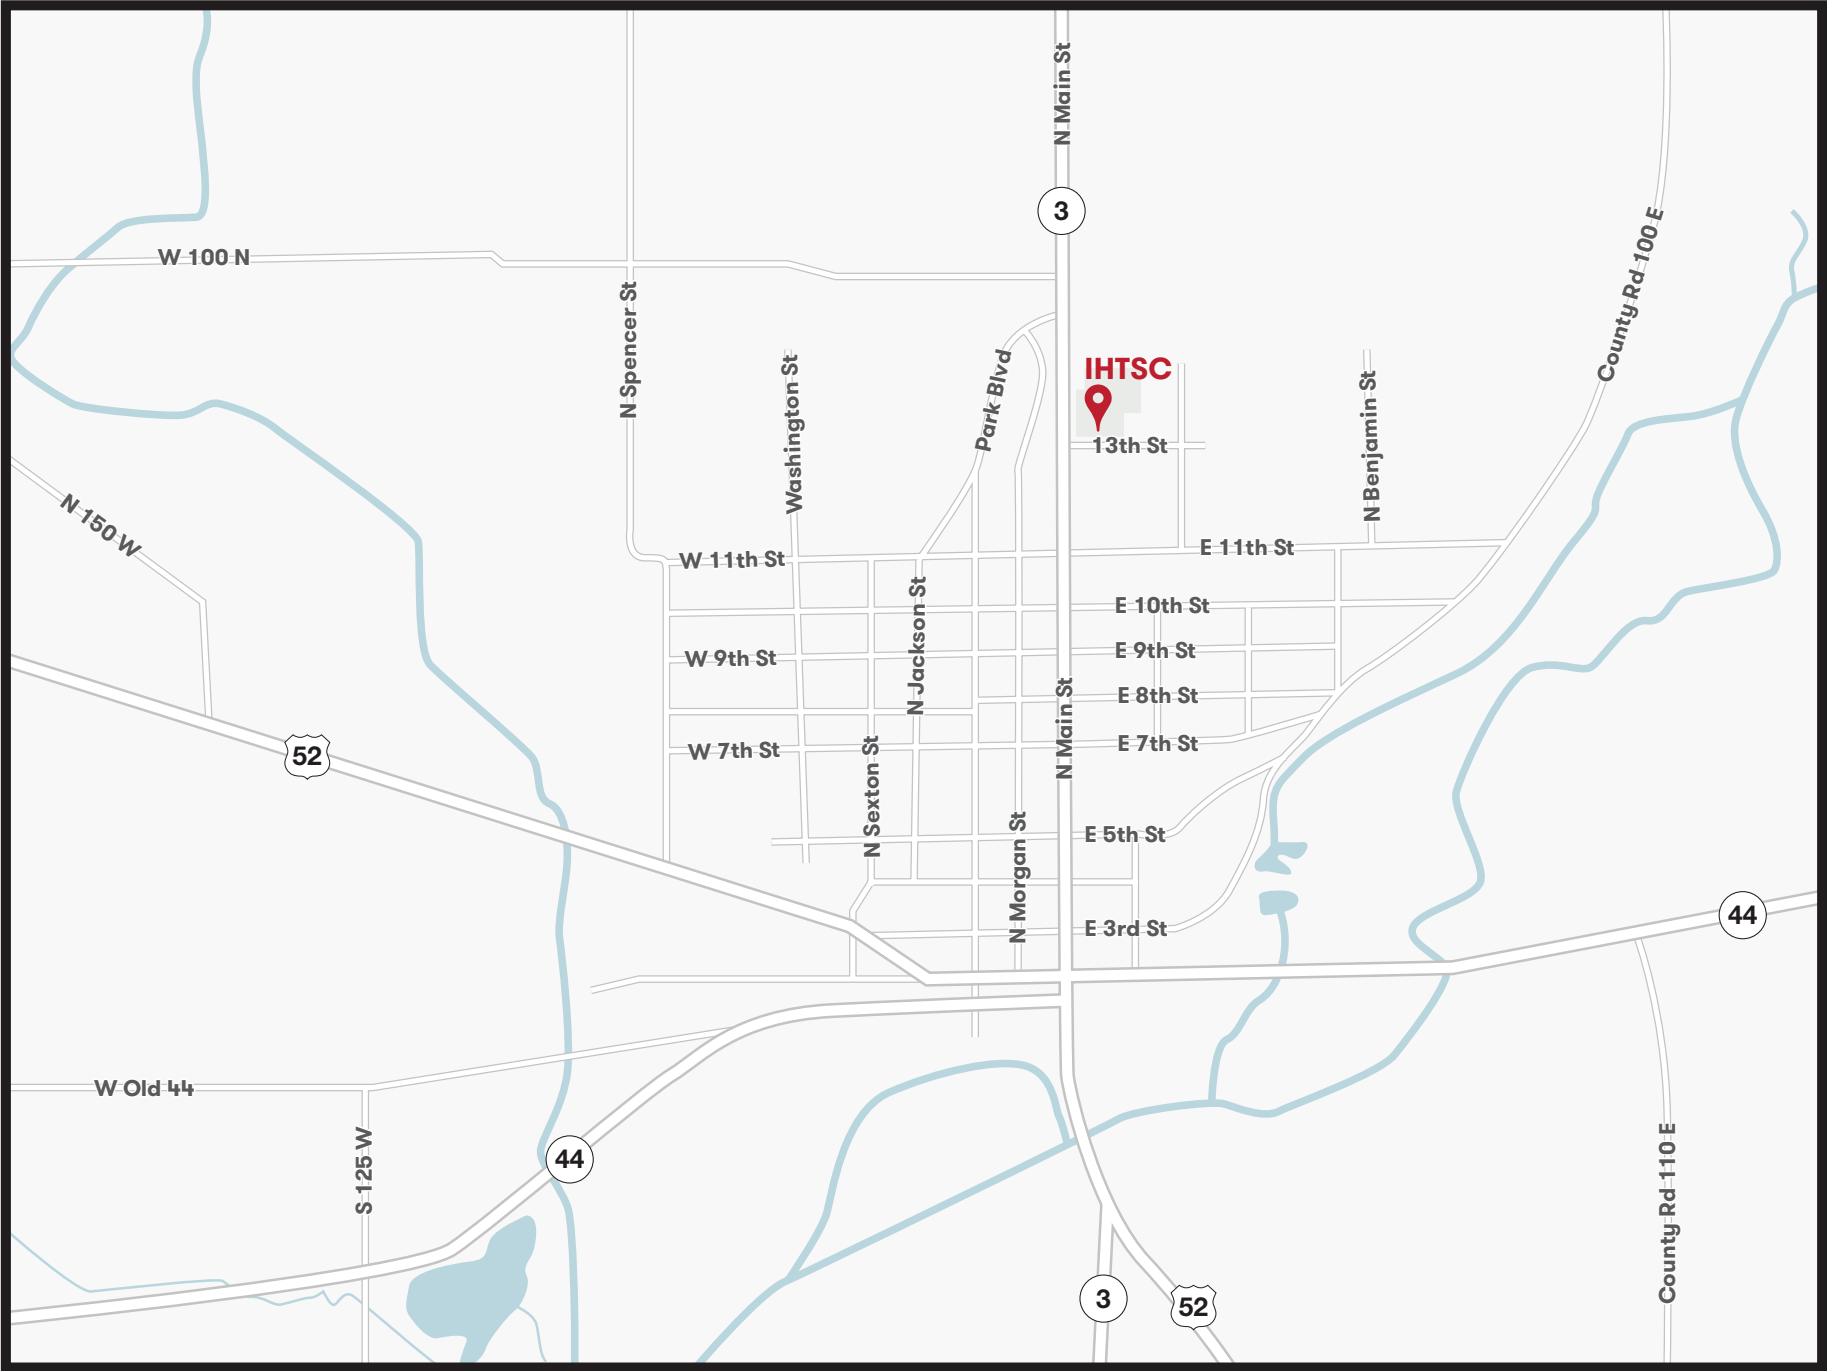 N Main St
3
W 100 N
County Rd 100 E
N Spencer St
Washington St
Park Blvd
IHTSC
13th St
N Benjamin St
N 150 W
W 11th St
E 11th St
N Jackson St
E 10th St
W 9th St
E 9th St
E 8th St
N Main St
W 7th St
E 7th St
52
N Sexton St
N Morgan St
E 5th St
E 3rd St
44
W Old 44
S 125 W
44
County Rd 110 E
3
52